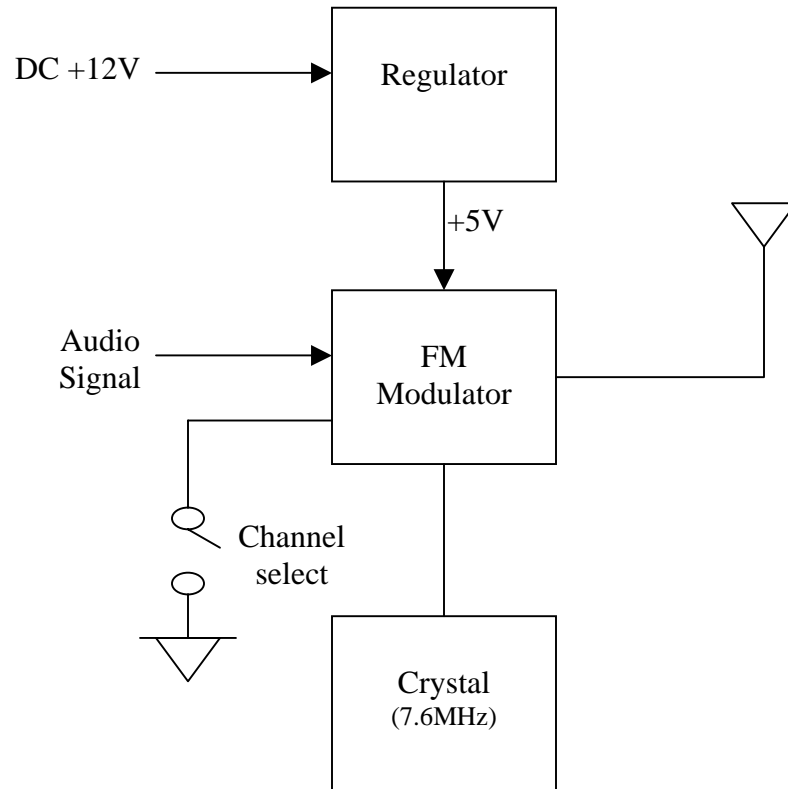 DC +12V
Regulator
+5V
Audio
Signal
FM
Modulator
Channel
select
Crystal
(7.6MHz)